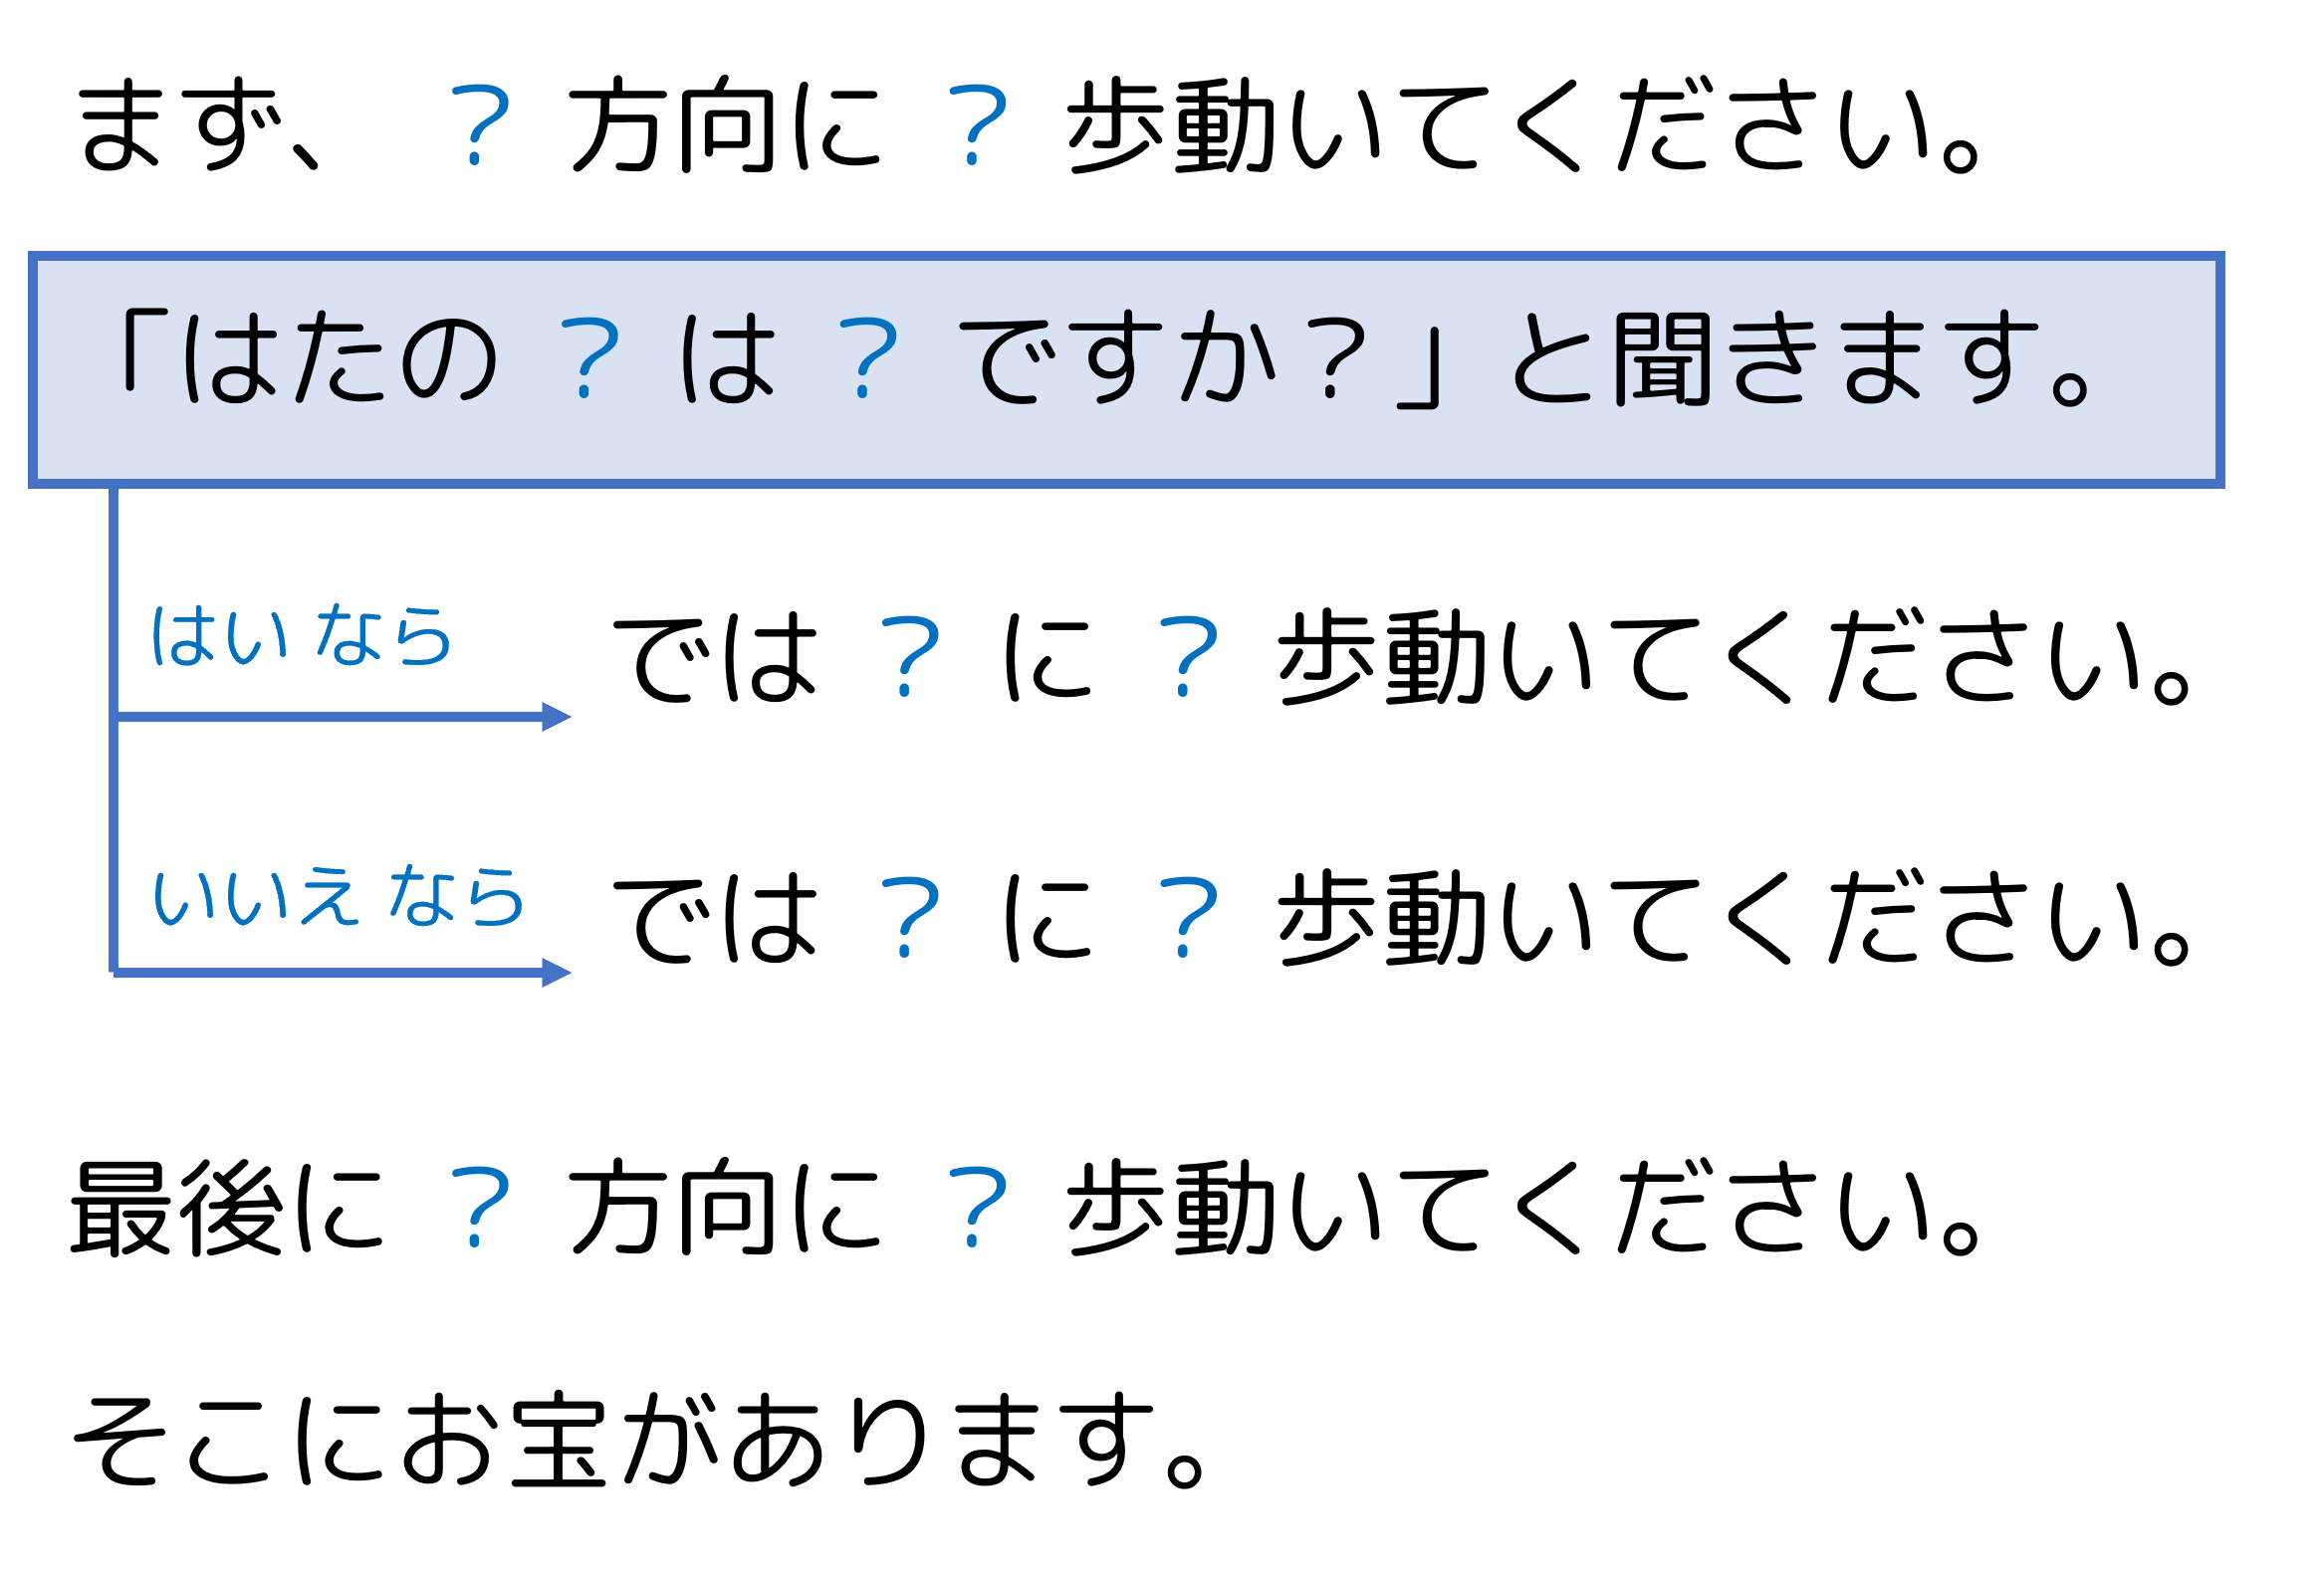 まず、　？方向に？歩動いてください。
「はたの？は？ですか？」と聞きます。
はいなら
では？に？歩動いてください。
いいえなら
では？に？歩動いてください。
最後に？方向に？歩動いてください。
そこにお宝があります。